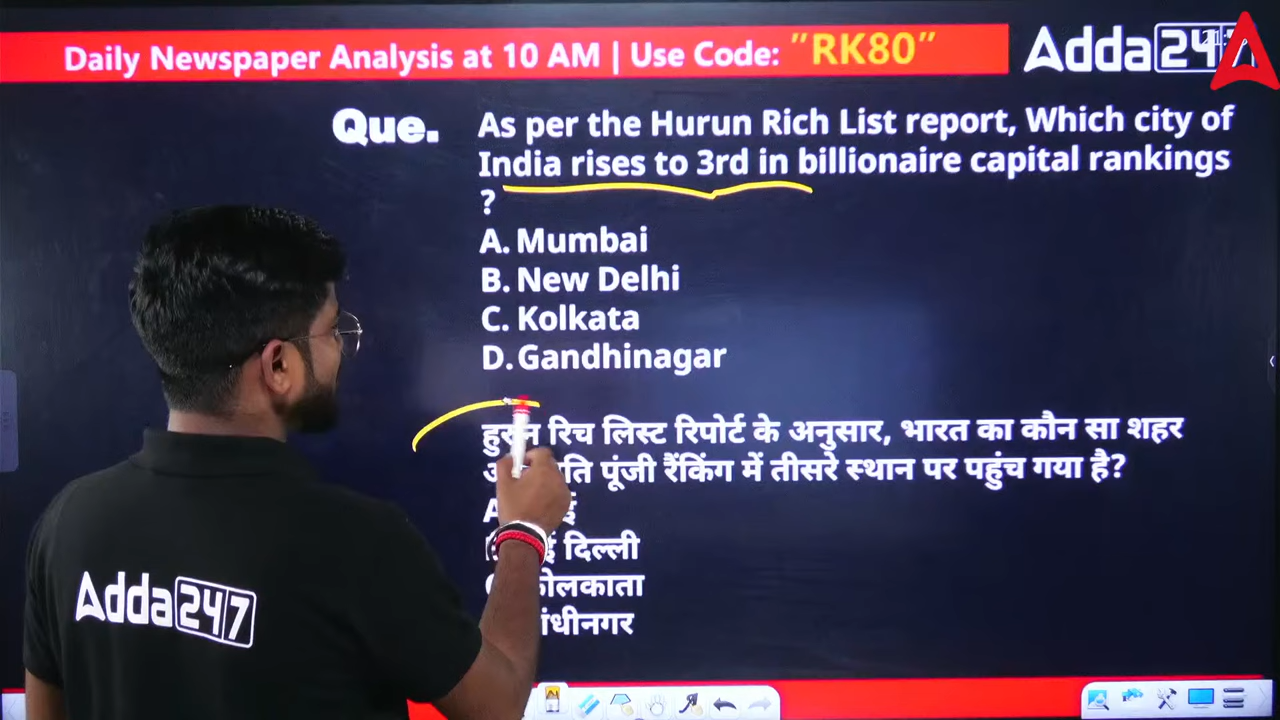 Daily Newspaper Analysis at 10 AM | Use Code: "RK80"
Adda247
Que. As per the Hurun Rich List report, Which city of
India rises to 3rd in billionaire capital rankings
?
A. Mumbai
B. New Delhi
C. Kolkata
D. Gandhinagar
रिच लिस्ट रिपोर्ट के अनुसार, भारत का कौन सा शहर
पूंजी रैंकिंग में तीसरे स्थान पर पहुंच गया है?
A
दिल्ली
Adda247